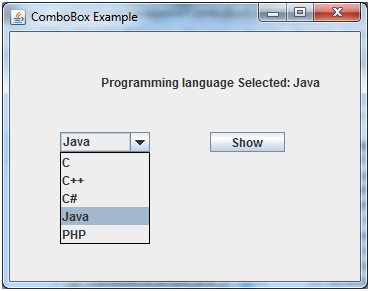 ComboBox Example
Programming language Selected: Java
Java Show
C
C++
C#
Java
PHP